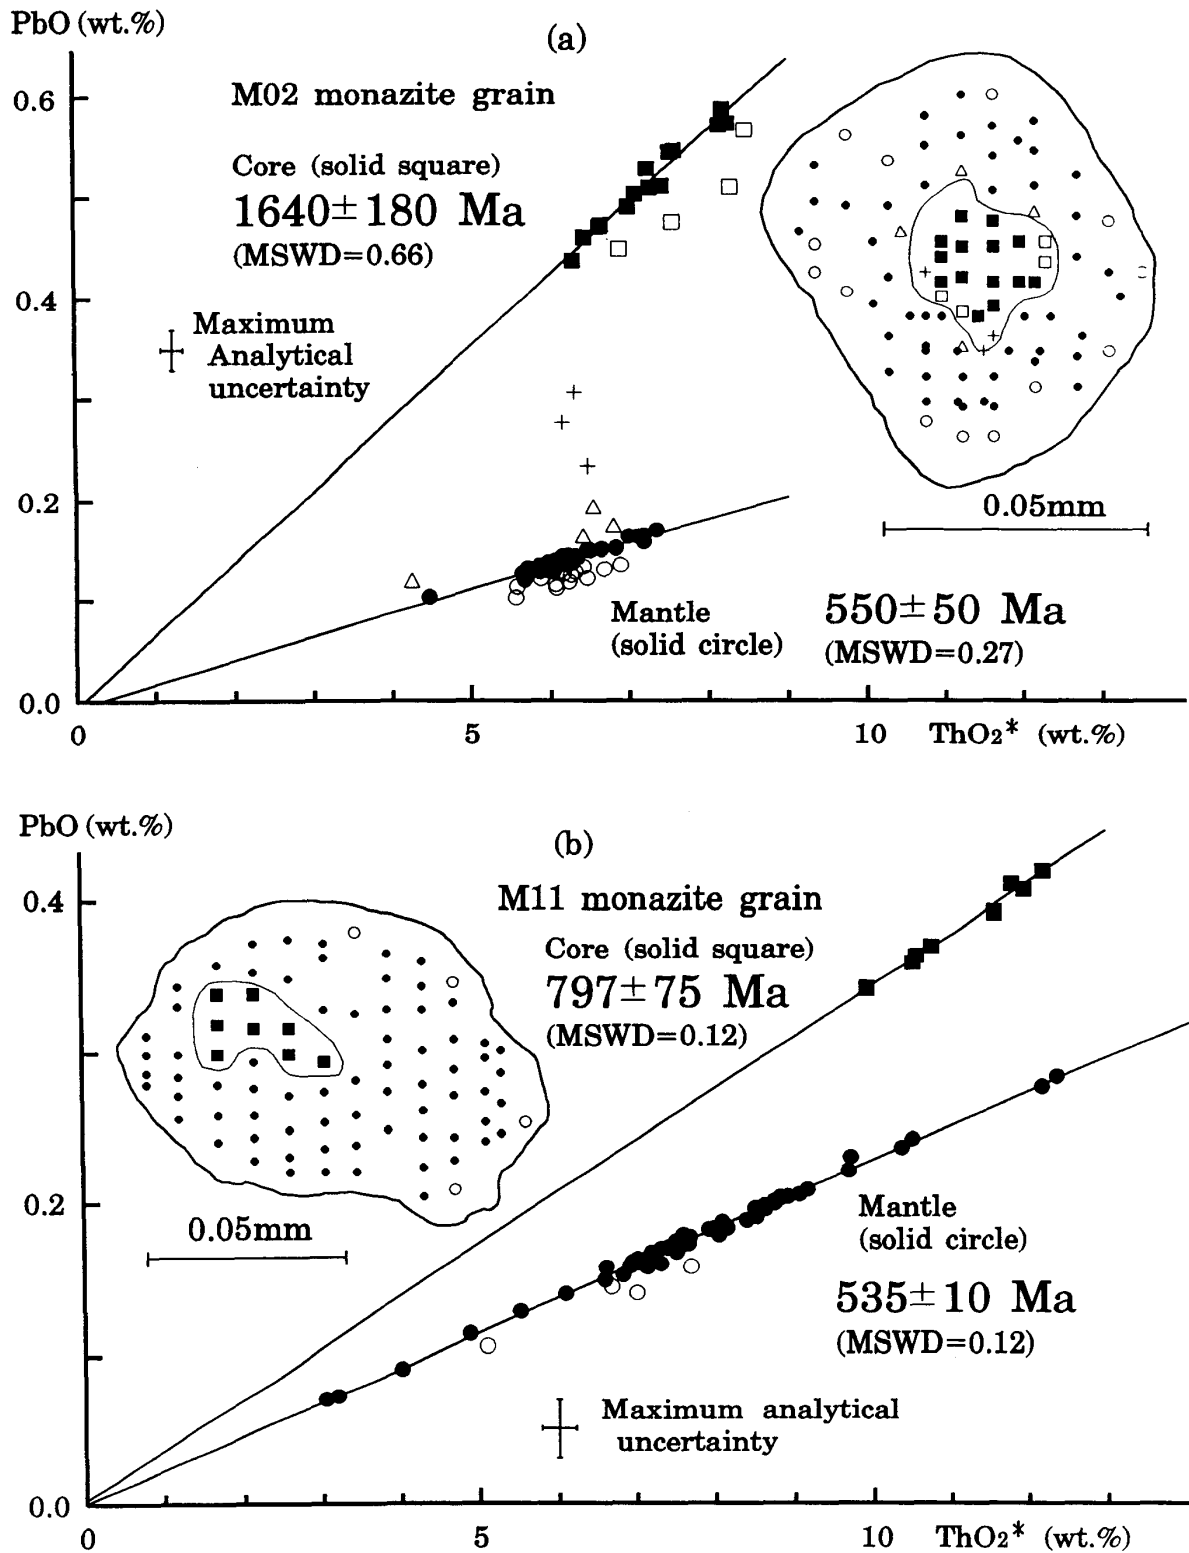 PbO (wt.%)
(a)
M02 monazite grain
0.6
Core (solid square)
1640±180 Ma
(MSWD=0.66)
0.4
Maximum
Analytical
uncertainty
0.2
0.05mm
Mantle
(solid circle)
550±50 Ma
(MSWD=0.27)
0.0
0
5
10
ThO2* (wt.%)
PbO (wt.%)
(b)
0.4
M11 monazite grain
Core (solid square)
797±75 Ma
(MSWD=0.12)
0.2
0.05mm
Mantle
(solid circle)
535±10 Ma
(MSWD=0.12)
Maximum analytical
uncertainty
0.0
0
5
10
ThO2* (wt.%)